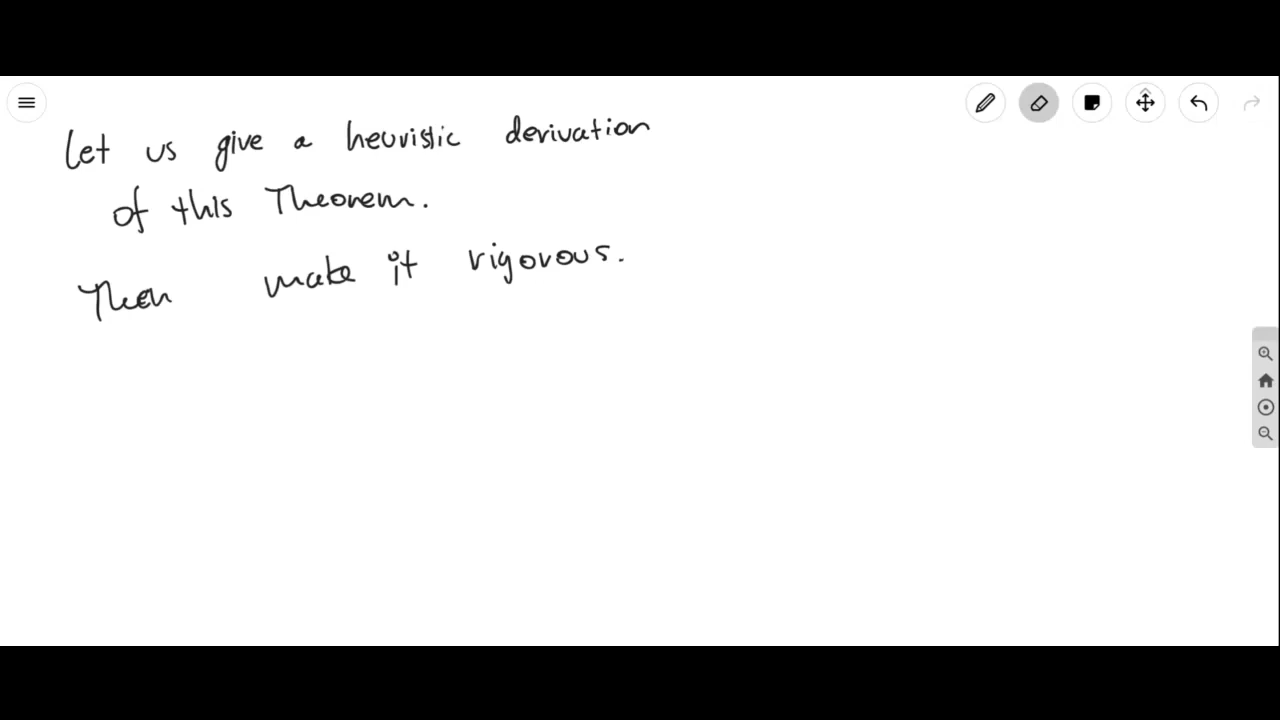 Let us give a heuristic derivation
of this Theorem.
Then make it rigorous.